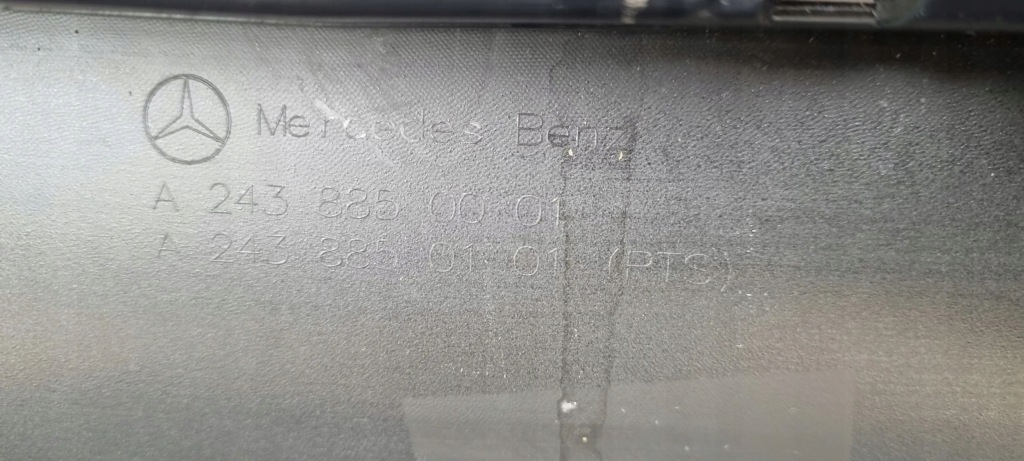 Mercedes Benz
A 243 885 00 01
A 243 885 01 01 (PTS)